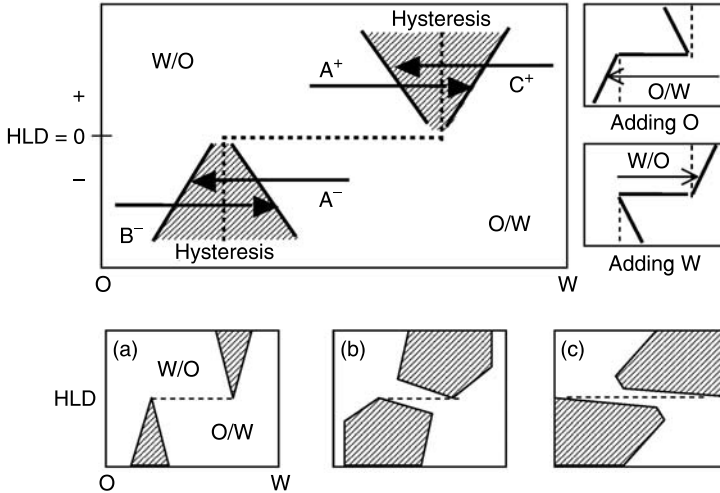 Hysteresis
W/O
A+
C+
+
HLD = 0
−
A−
B−
O/W
Hysteresis
O
W
O/W
Adding O
W/O
Adding W
(a)
W/O
HLD
O/W
O
W
(b)
(c)